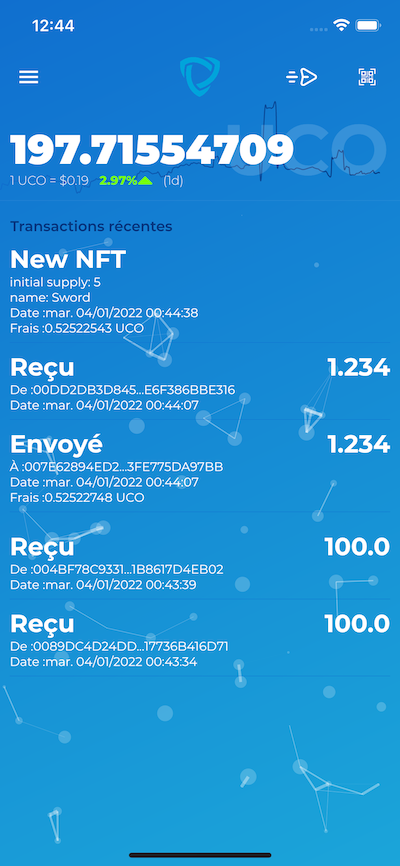 12:44
UCO
197.71554709
1 UCO = $0.19 2.97% (1d)
Transactions récentes
New NFT
initial supply: 5
name: Sword
Date :mar. 04/01/2022 00:44:38
Frais :0.52522543 UCO
Reçu 1.234
De :00DD2DB3D845...E6F386BBE316
Date :mar. 04/01/2022 00:44:07
Envoyé 1.234
À :007E62894ED2...3FE775DA97BB
Date :mar. 04/01/2022 00:44:07
Frais :0.52522748 UCO
Reçu 100.0
De :004BF78C9331...1B8617D4EB02
Date :mar. 04/01/2022 00:43:39
Reçu 100.0
De :0089DC4D24DD...17736B416D71
Date :mar. 04/01/2022 00:43:34